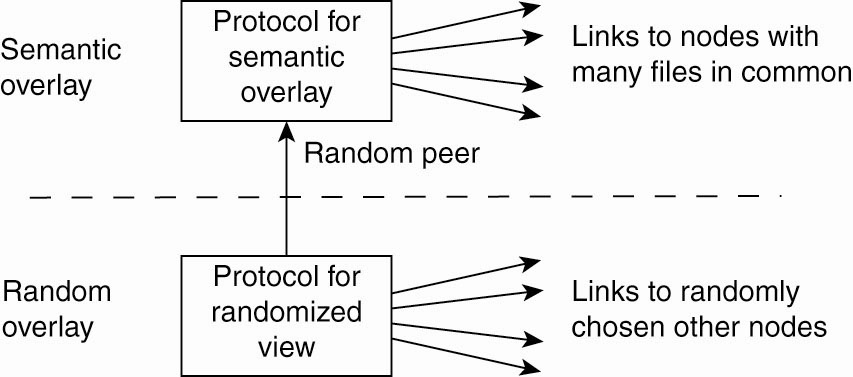 Semantic
overlay
Protocol for
semantic
overlay
Links to nodes with
many files in common
Random peer
Random
overlay
Protocol for
randomized
view
Links to randomly
chosen other nodes